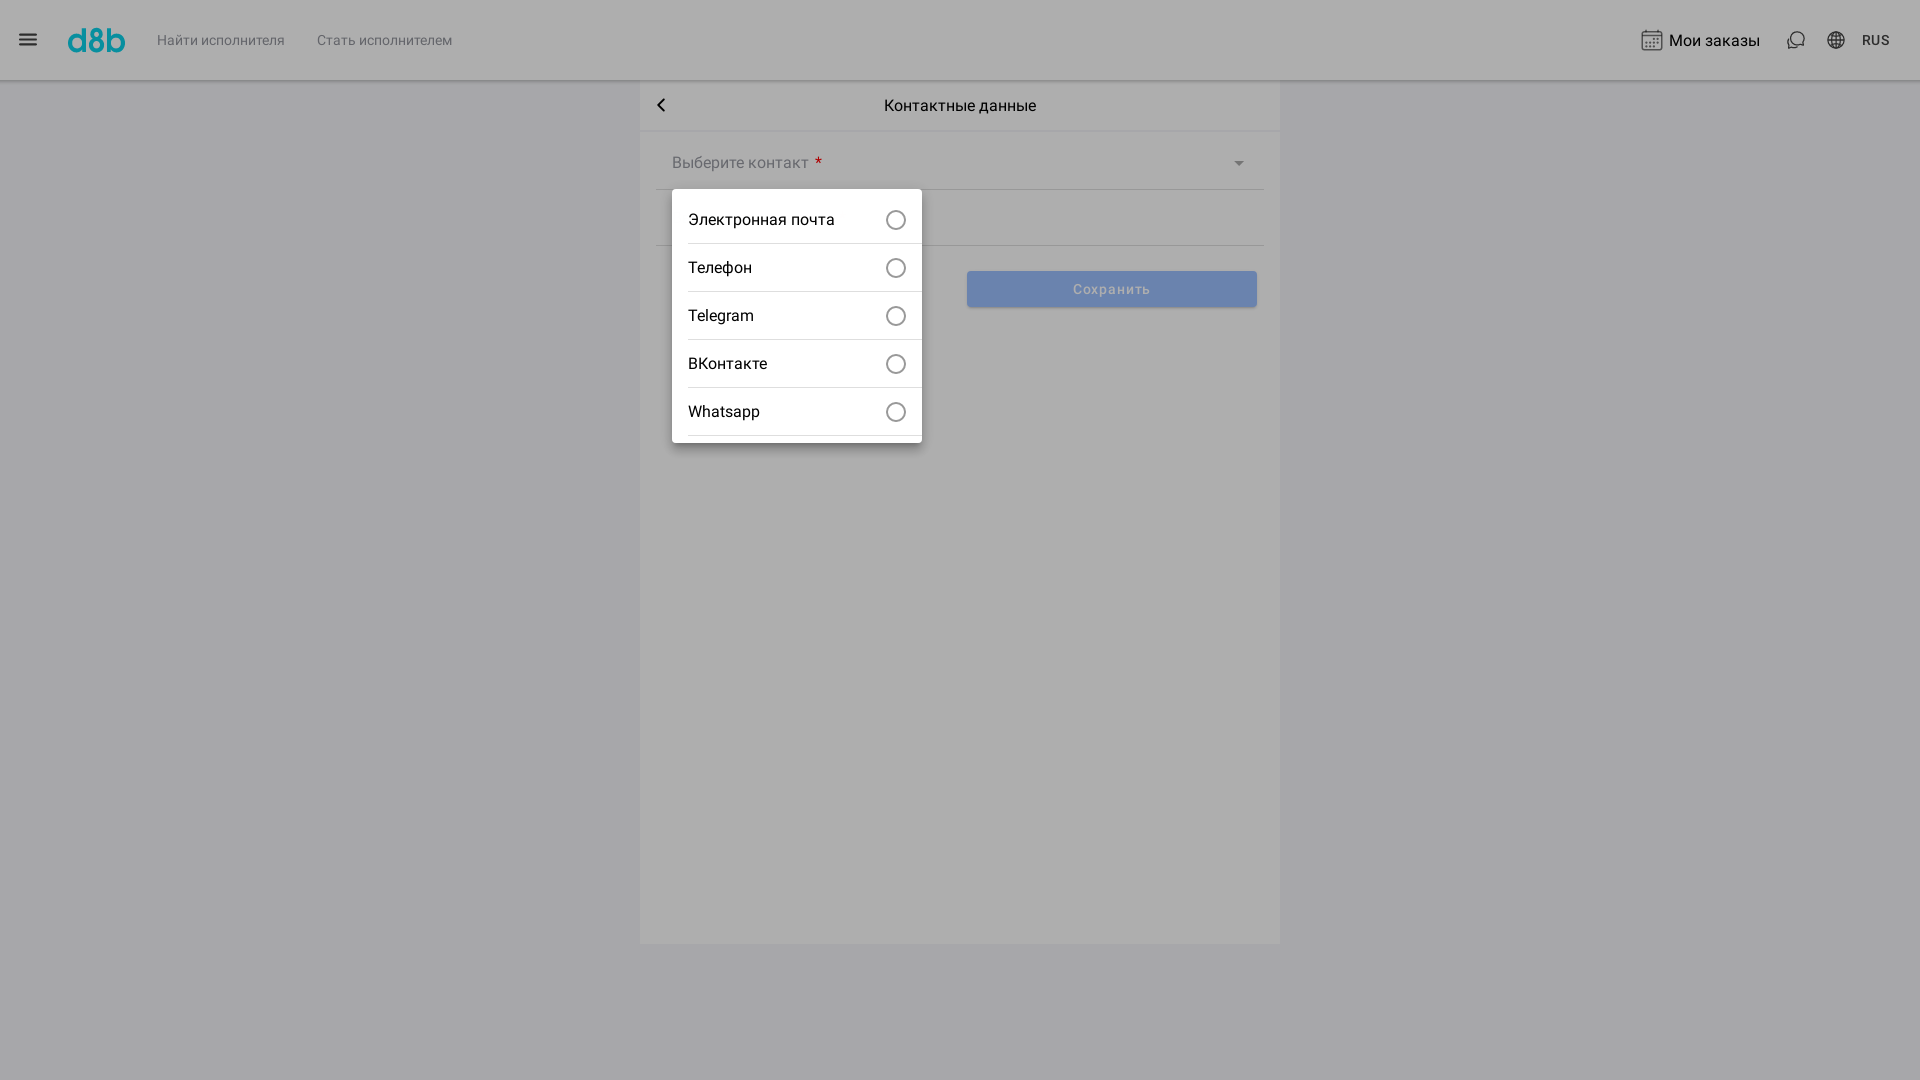 d8b
Найти исполнителя
Стать исполнителем
Мои заказы
RUS
Контактные данные
Выберите контакт *
Электронная почта
Телефон
Telegram
ВКонтакте
Whatsapp
Сохранить